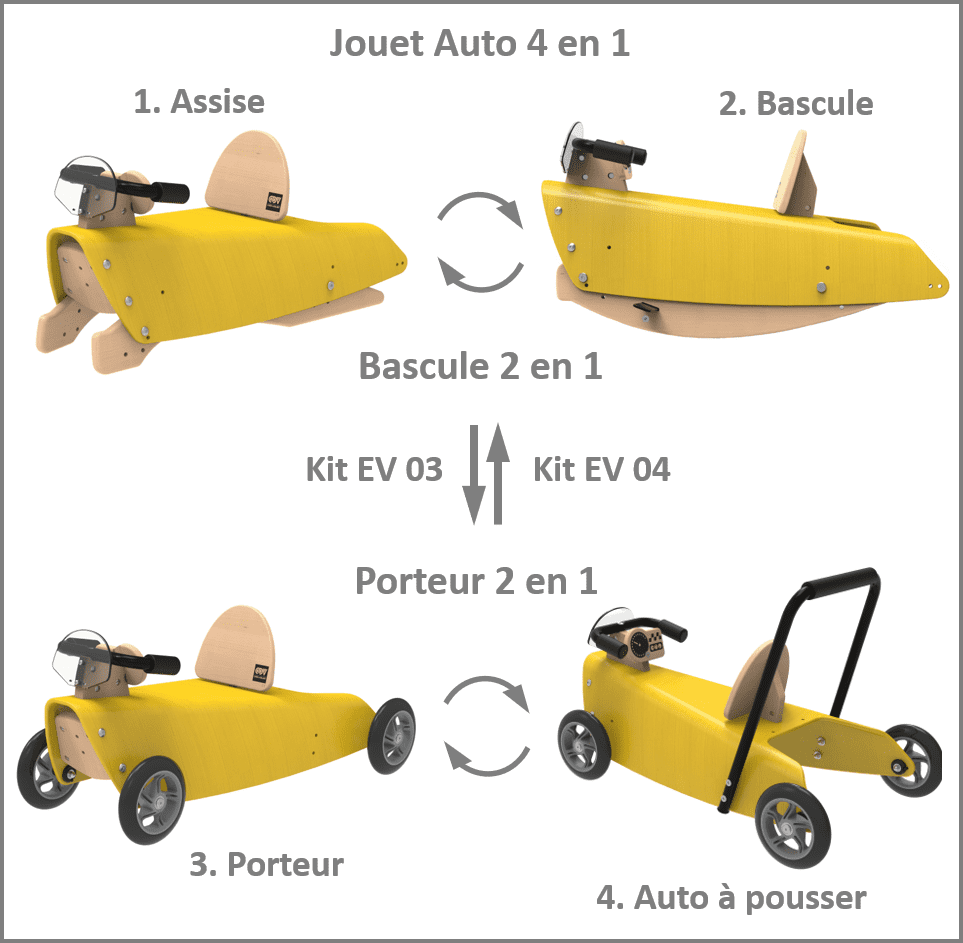 Jouet Auto 4 en 1
1. Assise
2. Bascule
Bascule 2 en 1
Kit EV 03
Kit EV 04
Porteur 2 en 1
3. Porteur
4. Auto à pousser